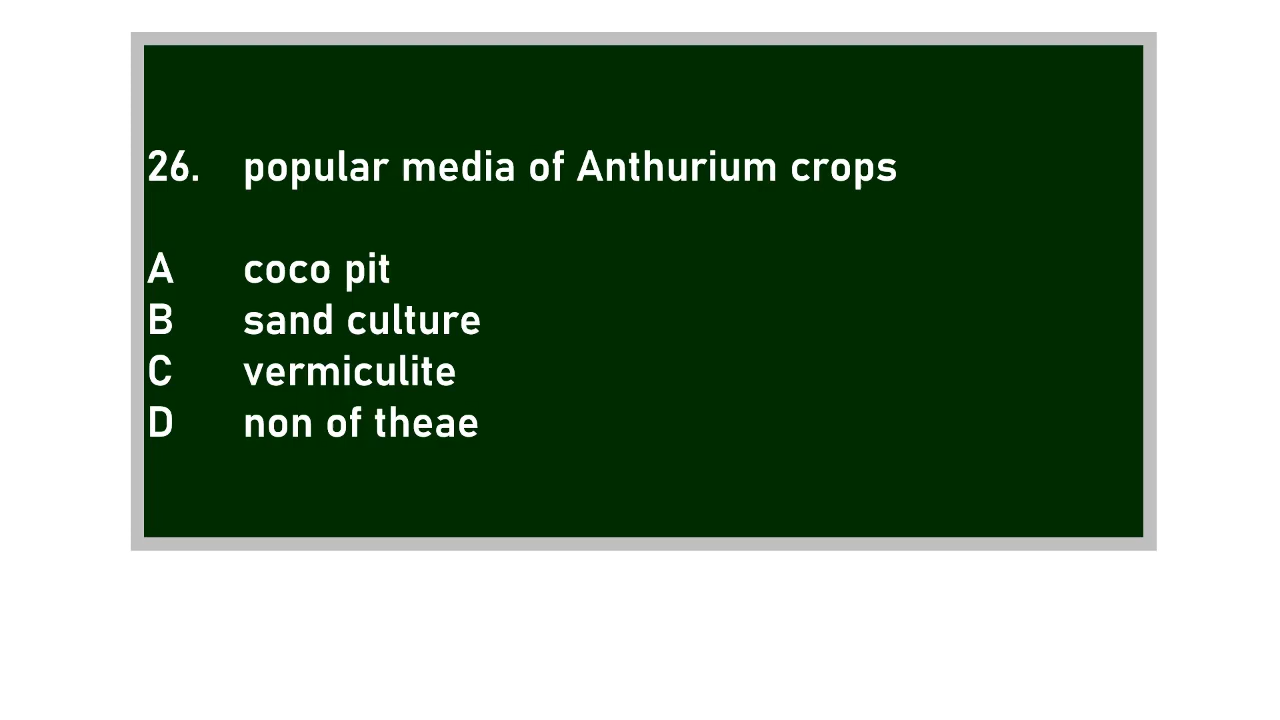 26. popular media of Anthurium crops
A coco pit
B sand culture
C vermiculite
D non of theae